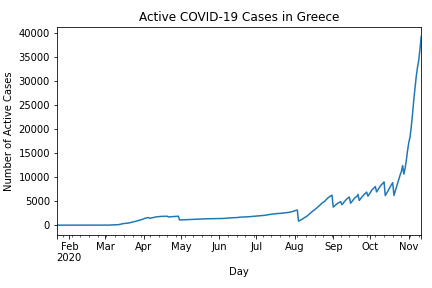 Active COVID-19 Cases in Greece
Number of Active Cases
40000
35000
30000
25000
20000
15000
10000
5000
0
Feb Mar Apr May Jun Jul Aug Sep Oct Nov
2020
Day